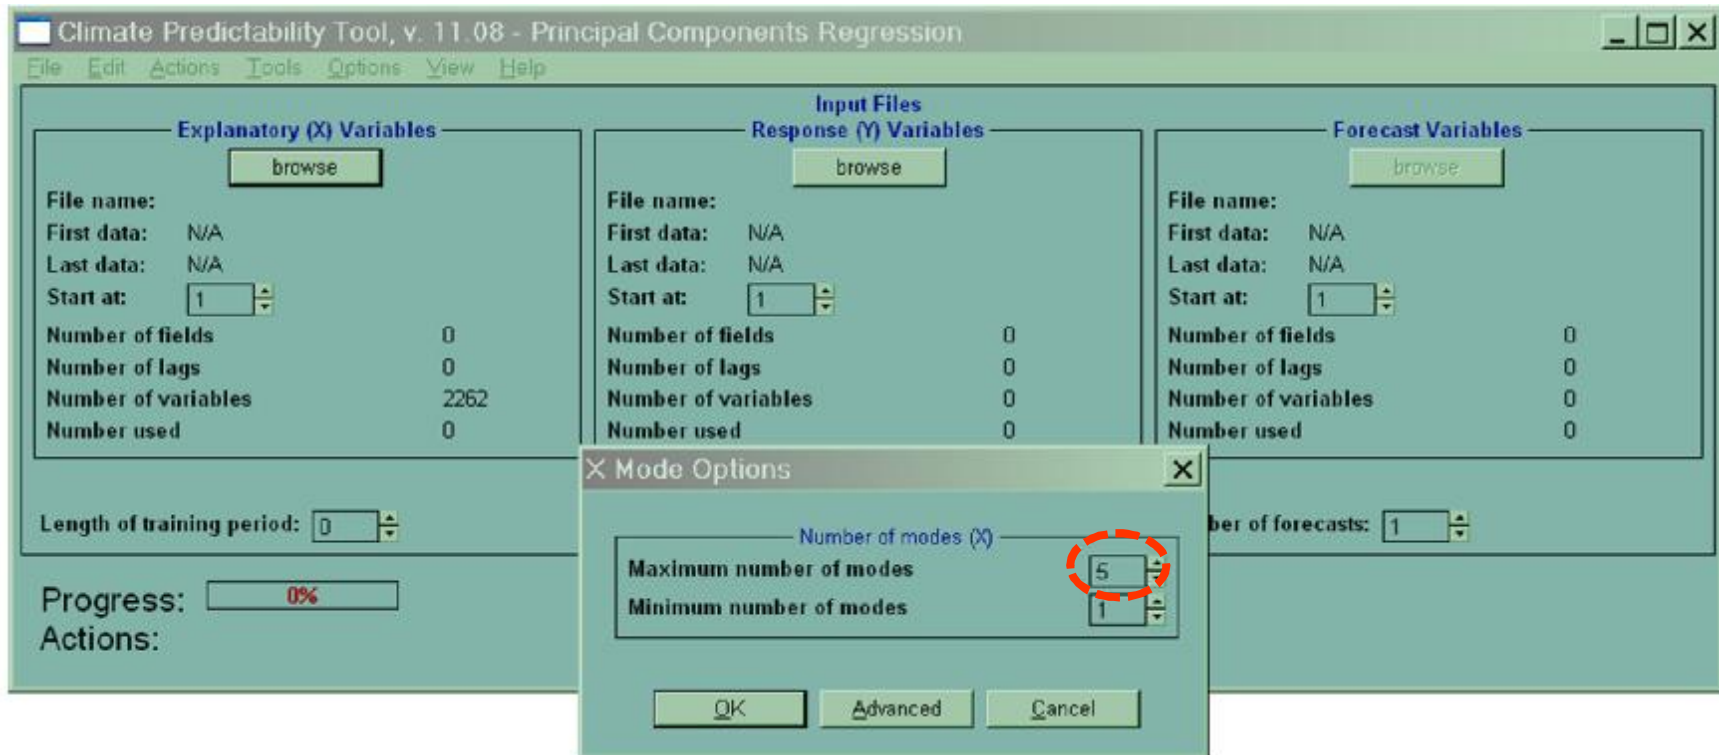 Climate Predictability Tool, v. 11.08 - Principal Components Regression
File Edit Actions Tools Options View Help
Input Files
Explanatory (X) Variables
browse
File name:
First data: N/A
Last data: N/A
Start at: 1
Number of fields 0
Number of lags 0
Number of variables 2262
Number used 0
Response (Y) Variables
browse
File name:
First data: N/A
Last data: N/A
Start at: 1
Number of fields 0
Number of lags 0
Number of variables 0
Number used 0
Forecast Variables
browse
File name:
First data: N/A
Last data: N/A
Start at: 1
Number of fields 0
Number of lags 0
Number of variables 0
Number used 0
Length of training period: 0
ber of forecasts: 1
Progress: 0%
Actions:
X Mode Options
Number of modes (X)
Maximum number of modes 5
Minimum number of modes 1
OK Advanced Cancel